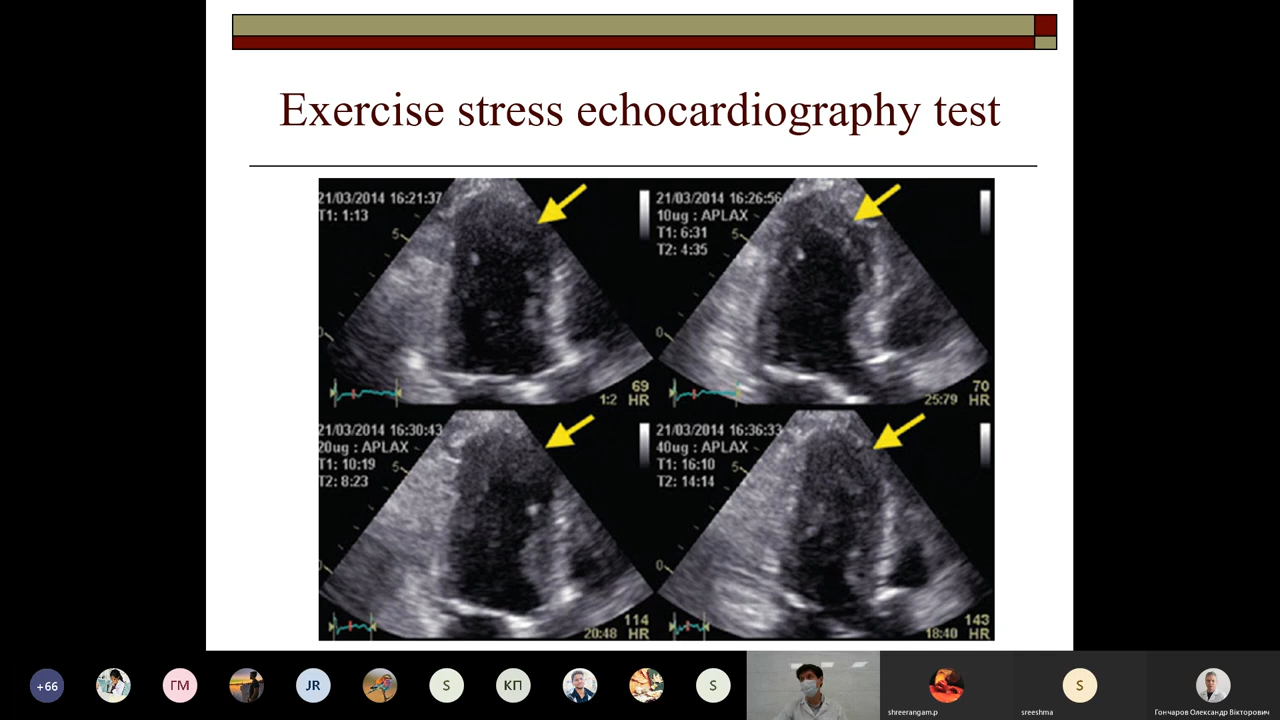 Exercise stress echocardiography test
21/03/2014 16:21:37
T1: 1:13
5
0
69
1:2 HR
21/03/2014 16:26:56
10ug : APLAX
T1: 6:31
T2: 4:35
5
0
70
25:79 HR
21/03/2014 16:30:43
20ug : APLAX
T1: 10:19
T2: 8:23
5
0
114
20:48 HR
21/03/2014 16:36:33
40ug : APLAX
T1: 16:10
T2: 14:14
5
0
143
18:40 HR
+66
ГМ
JR
S
КП
S
S
shreerangam.p
sreeshma
Гончаров Олександр Вікторович